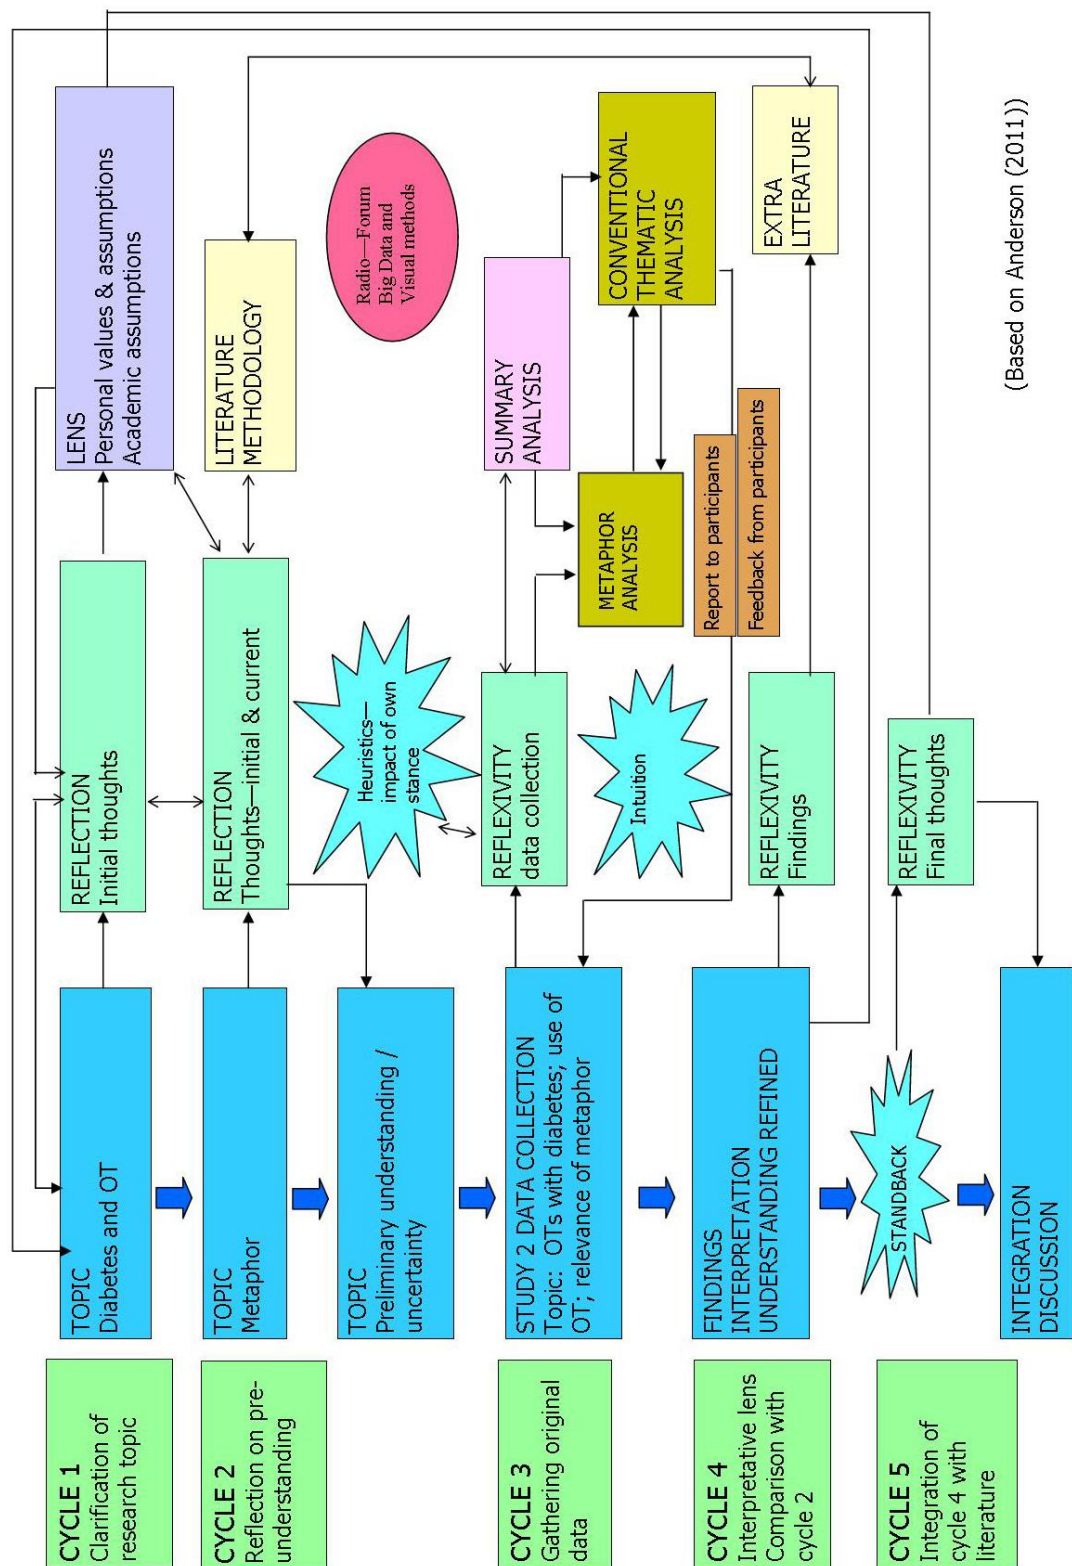 CYCLE 1
Clarification of
research topic
TOPIC
Diabetes and OT
REFLECTION
Initial thoughts
LENS
Personal values & assumptions
Academic assumptions
CYCLE 2
Reflection on pre-
understanding
TOPIC
Metaphor
REFLECTION
Thoughts—initial & current
LITERATURE
METHODOLOGY
TOPIC
Preliminary understanding /
uncertainty
Heuristics—
impact of own
stance
Radio—Forum
Big Data and
Visual methods
CYCLE 3
Gathering original
data
STUDY 2 DATA COLLECTION
Topic:  OTs with diabetes; use of
OT; relevance of metaphor
REFLEXIVITY
data collection
SUMMARY
ANALYSIS
METAPHOR
ANALYSIS
CONVENTIONAL
THEMATIC
ANALYSIS
Intuition
Report to participants
Feedback from participants
CYCLE 4
Interpretative lens
Comparison with
cycle 2
FINDINGS
INTERPRETATION
UNDERSTANDING REFINED
REFLEXIVITY
Findings
EXTRA
LITERATURE
CYCLE 5
Integration of
cycle 4 with
literature
STANDBACK
REFLEXIVITY
Final thoughts
INTEGRATION
DISCUSSION
(Based on Anderson (2011))